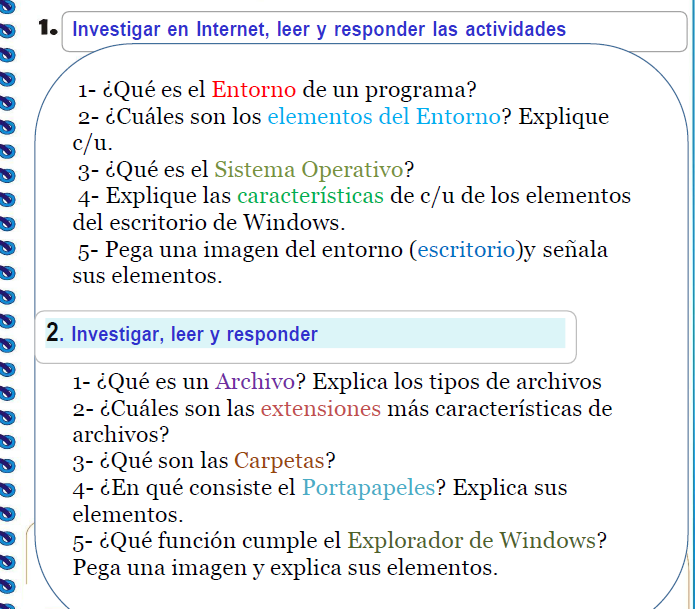 1. Investigar en Internet, leer y responder las actividades
1- ¿Qué es el Entorno de un programa?
2- ¿Cuáles son los elementos del Entorno? Explique
c/u.
3- ¿Qué es el Sistema Operativo?
4- Explique las características de c/u de los elementos
del escritorio de Windows.
5- Pega una imagen del entorno (escritorio)y señala
sus elementos.
2. Investigar, leer y responder
1- ¿Qué es un Archivo? Explica los tipos de archivos
2- ¿Cuáles son las extensiones más características de
archivos?
3- ¿Qué son las Carpetas?
4- ¿En qué consiste el Portapapeles? Explica sus
elementos.
5- ¿Qué función cumple el Explorador de Windows?
Pega una imagen y explica sus elementos.